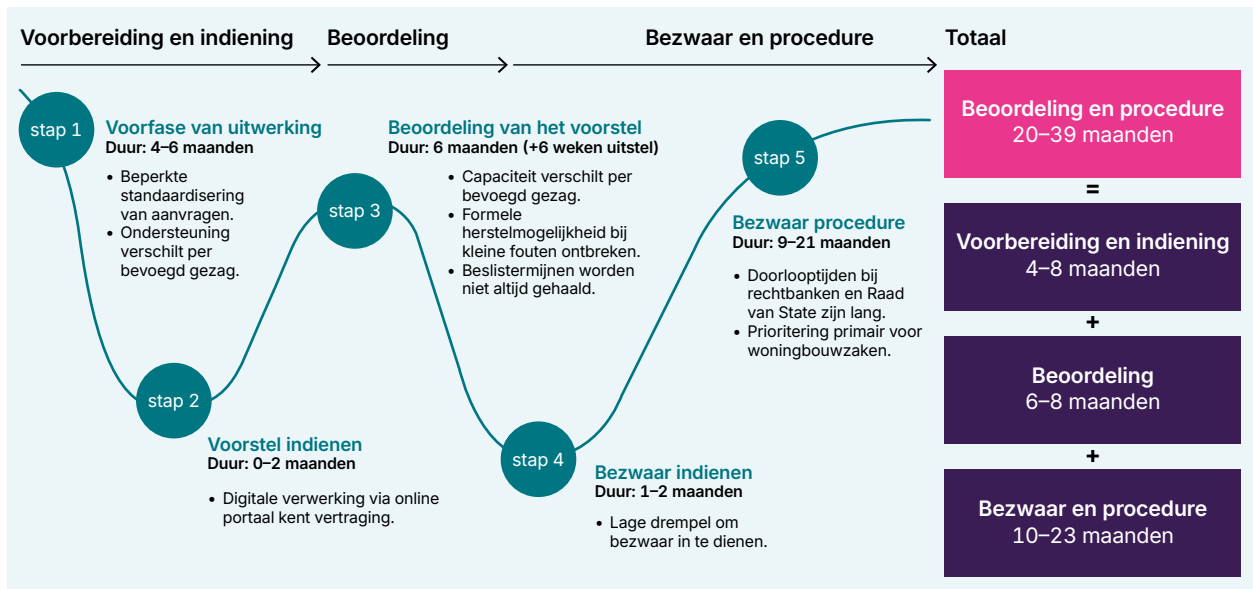 Voorbereiding en indiening
Beoordeling
Bezwaar en procedure
Totaal
stap 1
Voorfase van uitwerking
Duur: 4–6 maanden
• Beperkte
standaardisering
van aanvragen.
• Ondersteuning
verschilt per
bevoegd gezag.
stap 2
Voorstel indienen
Duur: 0–2 maanden
• Digitale verwerking via online
portaal kent vertraging.
stap 3
Beoordeling van het voorstel
Duur: 6 maanden (+6 weken uitstel)
• Capaciteit verschilt per
bevoegd gezag.
• Formele
herstelmogelijkheid bij
kleine fouten ontbreken.
• Beslistermijnen worden
niet altijd gehaald.
stap 4
Bezwaar indienen
Duur: 1–2 maanden
• Lage drempel om
bezwaar in te dienen.
stap 5
Bezwaar procedure
Duur: 9–21 maanden
• Doorlooptijden bij
rechtbanken en Raad
van State zijn lang.
• Prioritering primair voor
woningbouwzaken.
Beoordeling en procedure
20–39 maanden
=
Voorbereiding en indiening
4–8 maanden
+
Beoordeling
6–8 maanden
+
Bezwaar en procedure
10–23 maanden